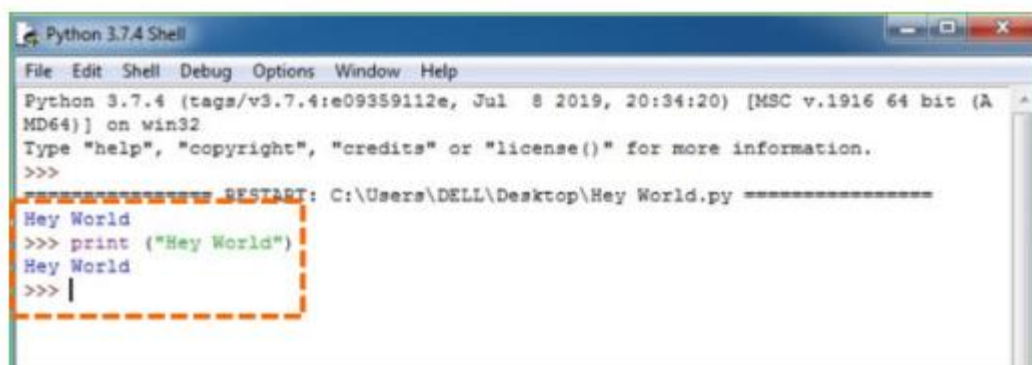 Python 3.7.4 Shell
File Edit Shell Debug Options Window Help
Python 3.7.4 (tags/v3.7.4:e09359112e, Jul  8 2019, 20:34:20) [MSC v.1916 64 bit (A
MD64)] on win32
Type "help", "copyright", "credits" or "license()" for more information.
>>>
================ RESTART: C:\Users\DELL\Desktop\Hey World.py ================
Hey World
>>> print ("Hey World")
Hey World
>>>